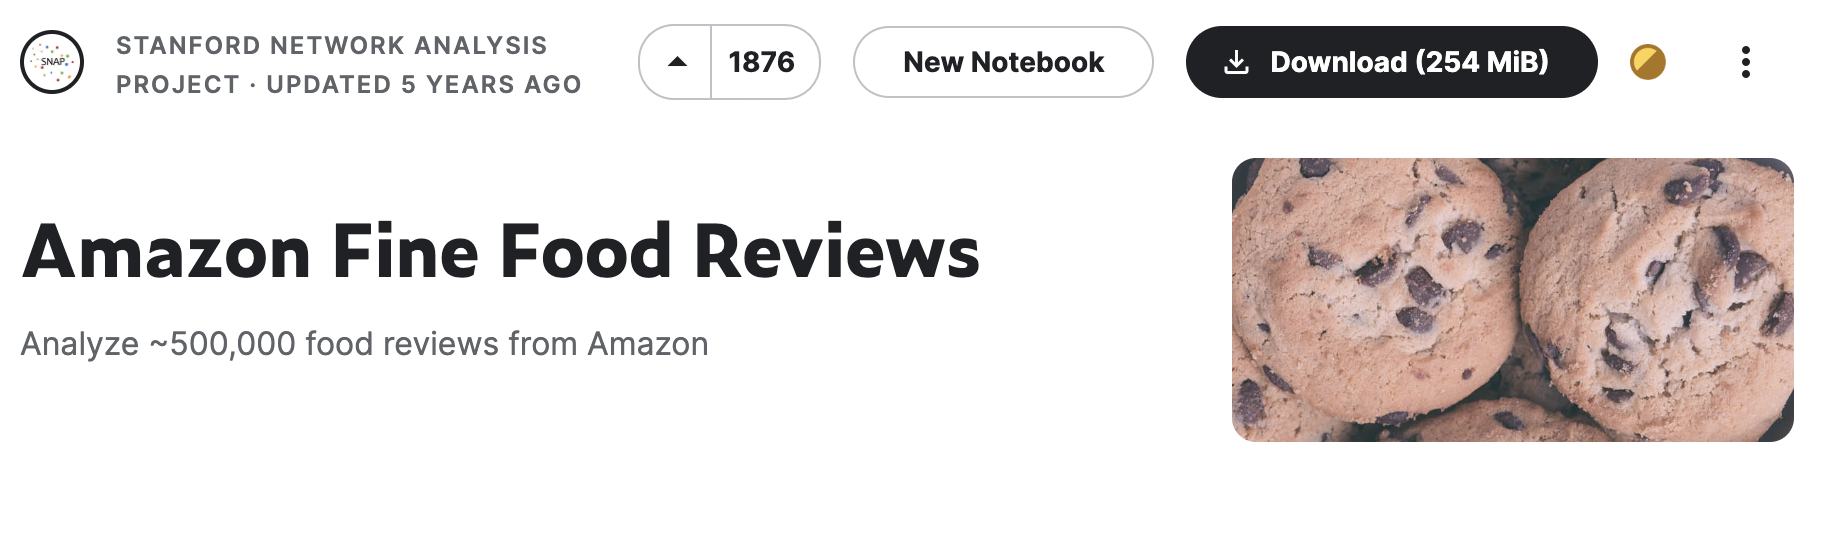 SNAP
STANFORD NETWORK ANALYSIS
PROJECT · UPDATED 5 YEARS AGO
1876
New Notebook
Download (254 MiB)
Amazon Fine Food Reviews
Analyze ~500,000 food reviews from Amazon